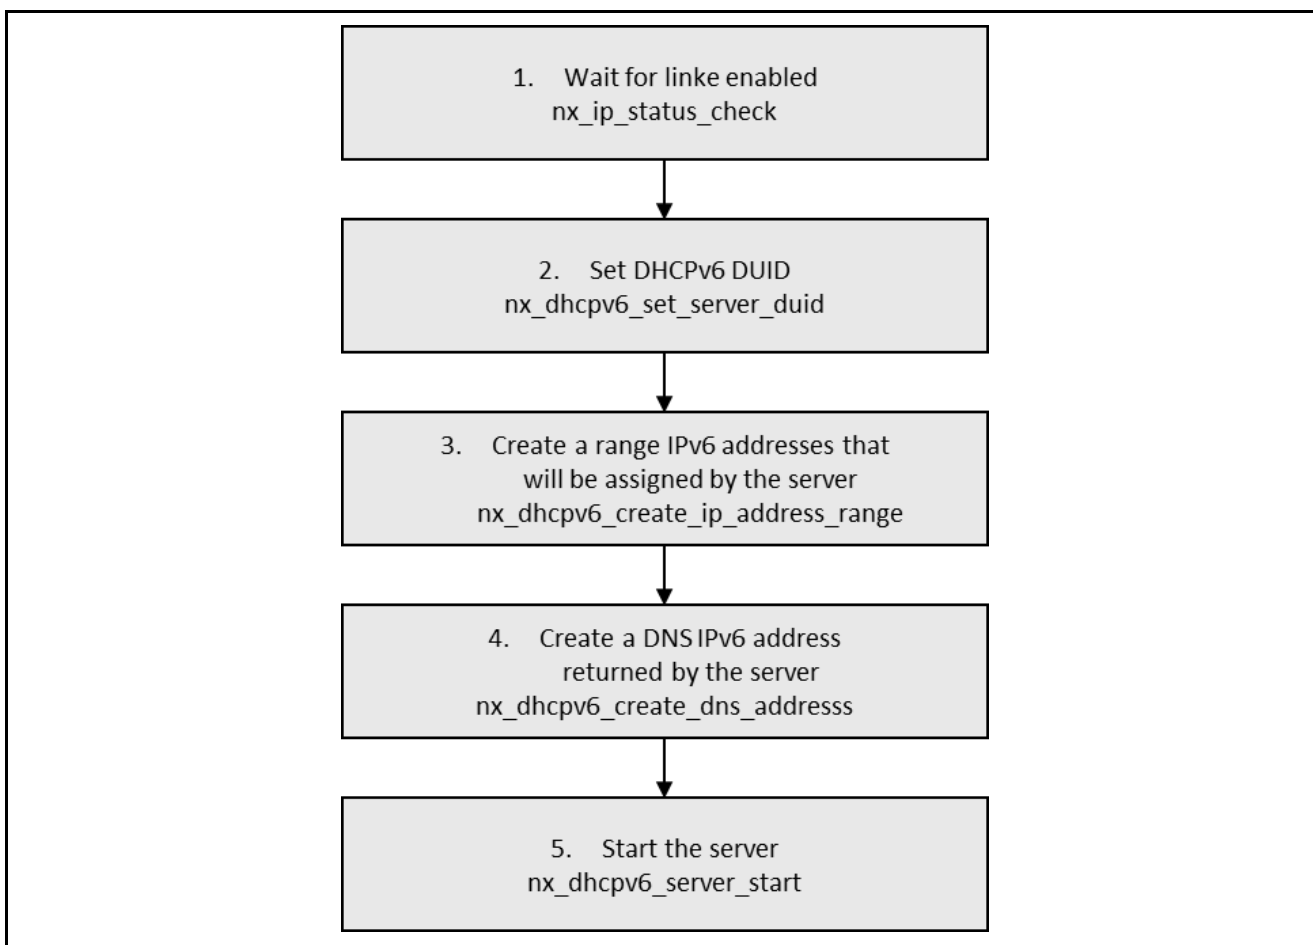 1. Wait for linke enabled
nx_ip_status_check
2. Set DHCPv6 DUID
nx_dhcpv6_set_server_duid
3. Create a range IPv6 addresses that
will be assigned by the server
nx_dhcpv6_create_ip_address_range
4. Create a DNS IPv6 address
returned by the server
nx_dhcpv6_create_dns_addresss
5. Start the server
nx_dhcpv6_server_start